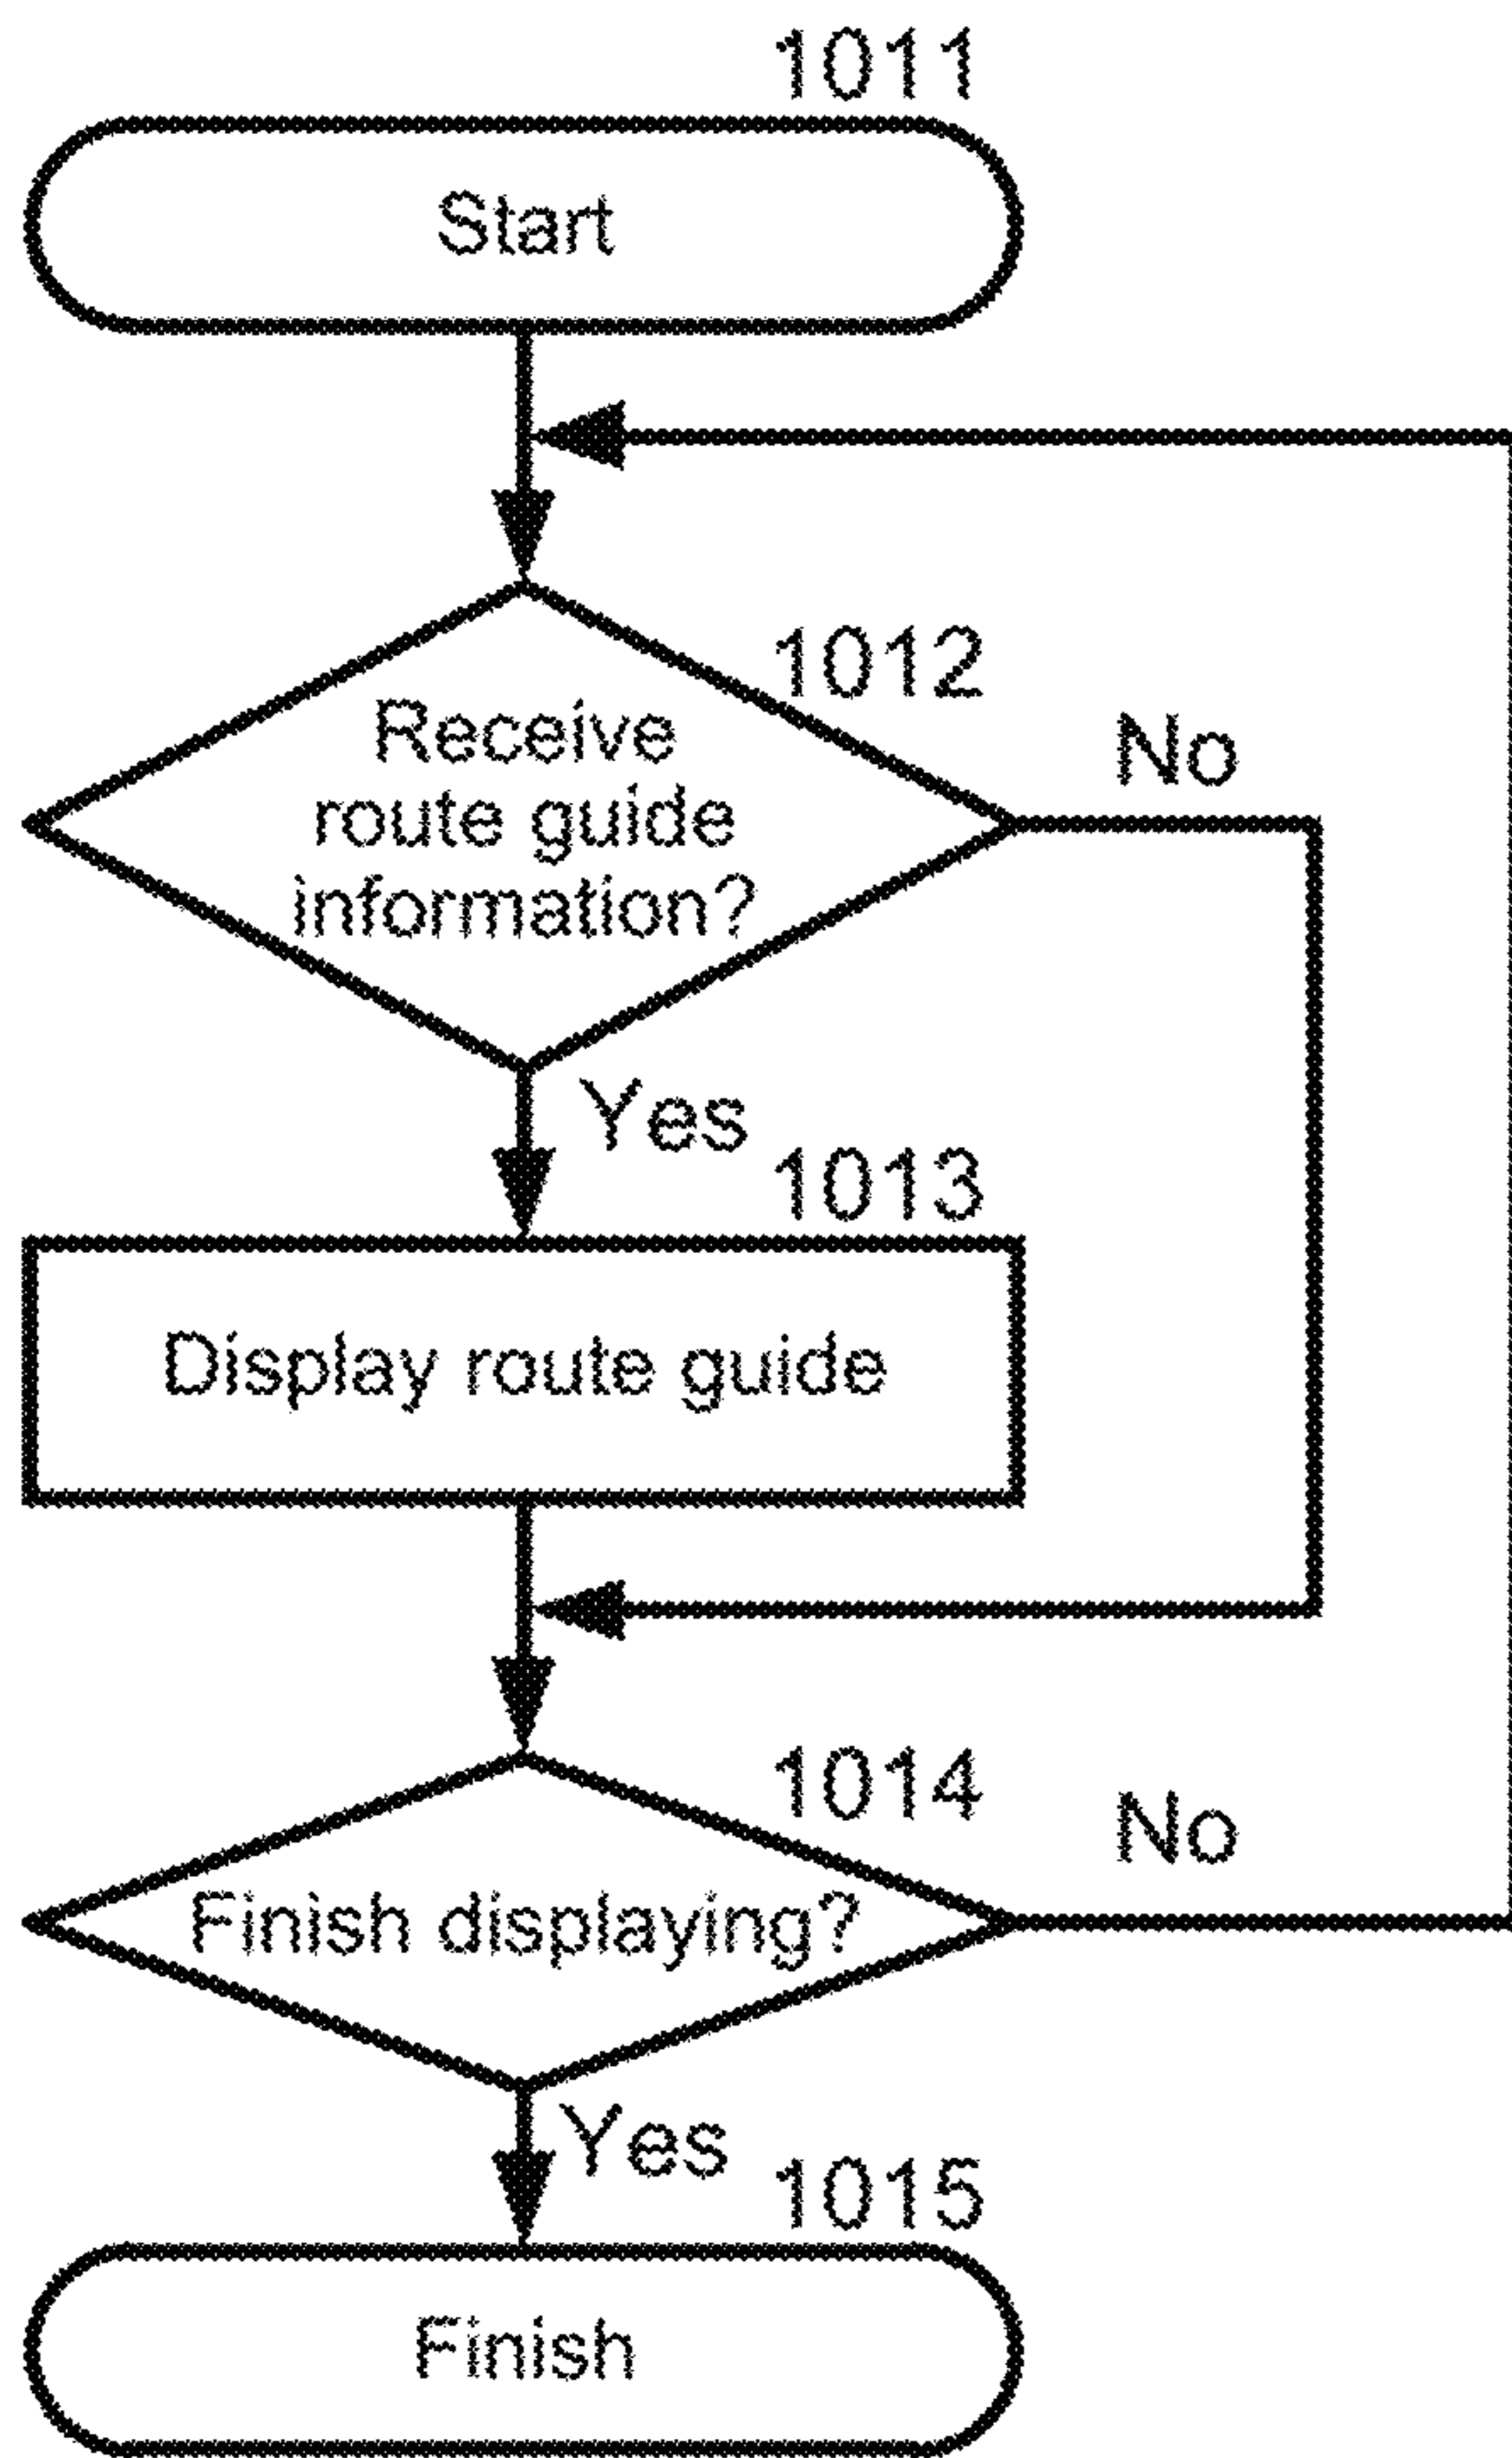 1011
Start
1012
Receive
route guide
information?
No
Yes
1013
Display route guide
1014
No
Finish displaying?
Yes
1015
Finish